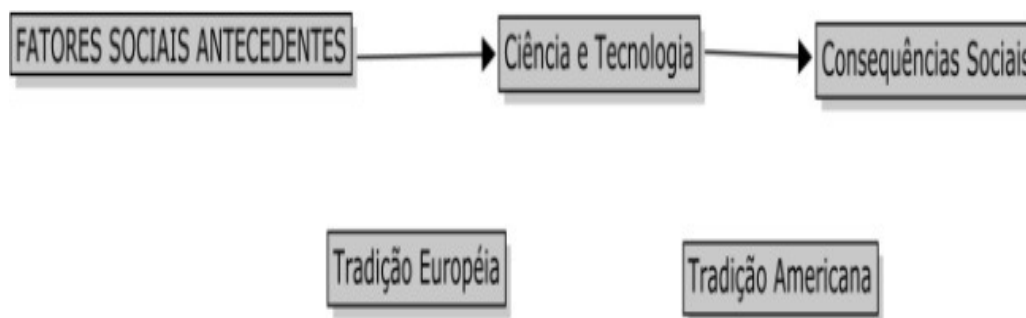 FATORES SOCIAIS ANTECEDENTES
Ciência e Tecnologia
Consequências Sociais
Tradição Européia
Tradição Americana